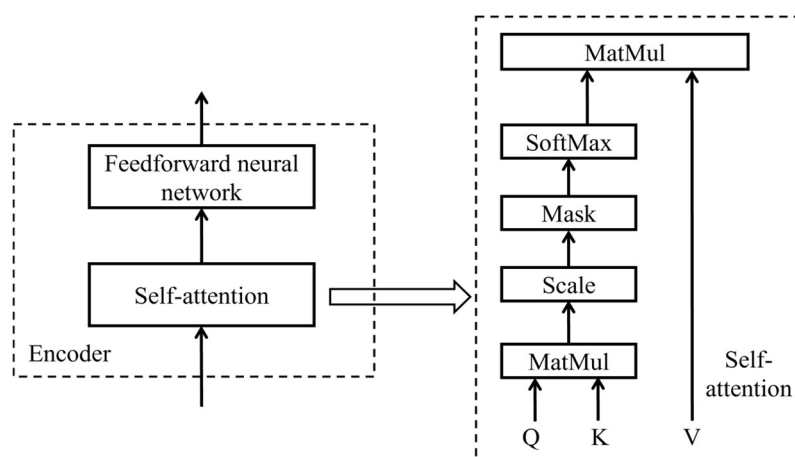 Feedforward neural
network
Self-attention
Encoder
MatMul
SoftMax
Mask
Scale
MatMul
Self-
attention
Q K V